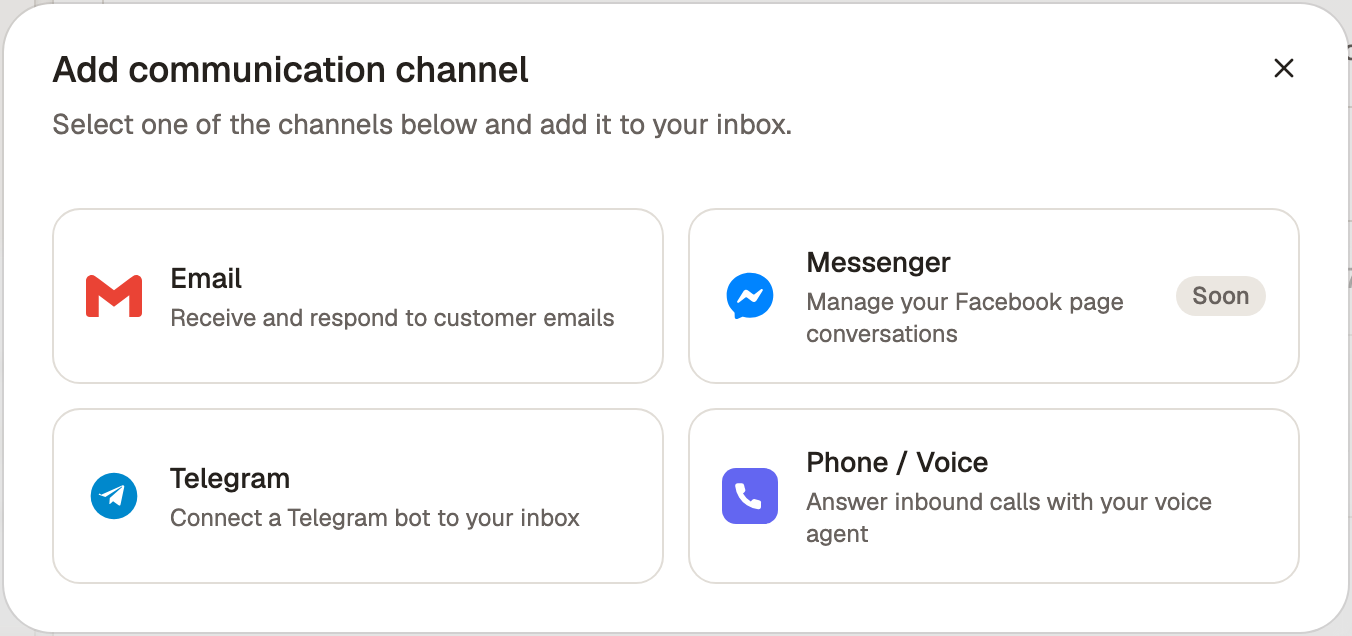 Add communication channel
Select one of the channels below and add it to your inbox.
Email
Receive and respond to customer emails
Messenger
Manage your Facebook page
conversations
Soon
Telegram
Connect a Telegram bot to your inbox
Phone / Voice
Answer inbound calls with your voice
agent